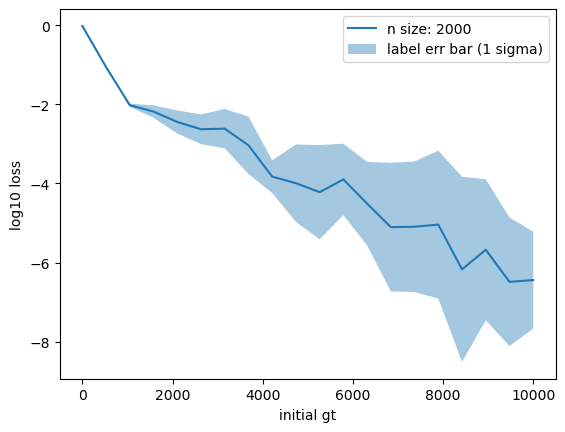 n size: 2000
label err bar (1 sigma)
log10 loss
0
−2
−4
−6
−8
0 2000 4000 6000 8000 10000
initial gt